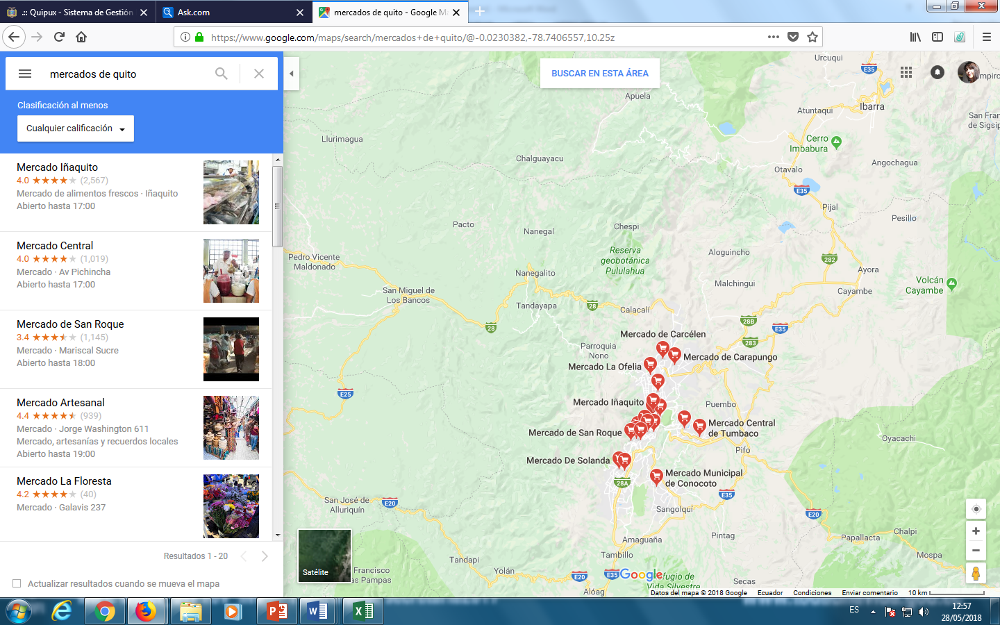 .:: Quipux - Sistema de Gestión
Ask.com
mercados de quito - Google Ma
https://www.google.com/maps/search/mercados+de+quito/@-0.0230382,-78.7406557,10.25z
mercados de quito
Clasificación al menos
Cualquier calificación
Mercado Iñaquito
4.0 (2,567)
Mercado de alimentos frescos · Iñaquito
Abierto hasta 17:00
Mercado Central
4.0 (1,019)
Mercado · Av Pichincha
Abierto hasta 17:00
Mercado de San Roque
3.4 (1,145)
Mercado · Mariscal Sucre
Abierto hasta 18:00
Mercado Artesanal
4.4 (939)
Mercado · Jorge Washington 611
Mercado, artesanías y recuerdos locales
Abierto hasta 19:00
Mercado La Floresta
4.2 (40)
Mercado · Galavis 237
Resultados 1 - 20
Actualizar resultados cuando se mueva el mapa
BUSCAR EN ESTA ÁREA
Urcuqui
E35
Apuela
Ibarra
Atuntaqui
San Fran
de Sigsip
Llurimagua
Cerro
Imbabura
Chalguayacu
Otavalo
Angochagua
E35
Pijal
Pesillo
Pacto
Nanegal
Chespi
Reserva
geobotánica
Pululahua
Aloguincho
Pedro Vicente
Maldonado
282
Ayora
Nanegalito
Malchingui
Volcán
Cayambe
San Miguel de
Los Bancos
Cayambe
Tandayapa
28
Calacalí
28
28B
E35
Mercado de Carcélen
283
Parroquia
Nono
Mercado de Carapungo
Mercado La Ofelia
E25
Mercado Iñaquito
Puembo
Mercado Central
de Tumbaco
Mercado de San Roque
Oyacachi
Pifo
Mercado De Solanda
Mercado Municipal
de Conocoto
28A
E35
San José de
Alluriquín
E20
Sangolquí
E20
Amaguaña
Pintag
Papallacta
Chalpi
Tambillo
Mospa
Tandapi
Yolán
Francisco
as Pampas
E20
E35
Google
efugio de
Vida Silvestre
Secas
Alóag
Satélite
Datos del mapa © 2018 Google
Ecuador
Condiciones
Enviar comentario
10 km
ES
12:57
28/05/2018